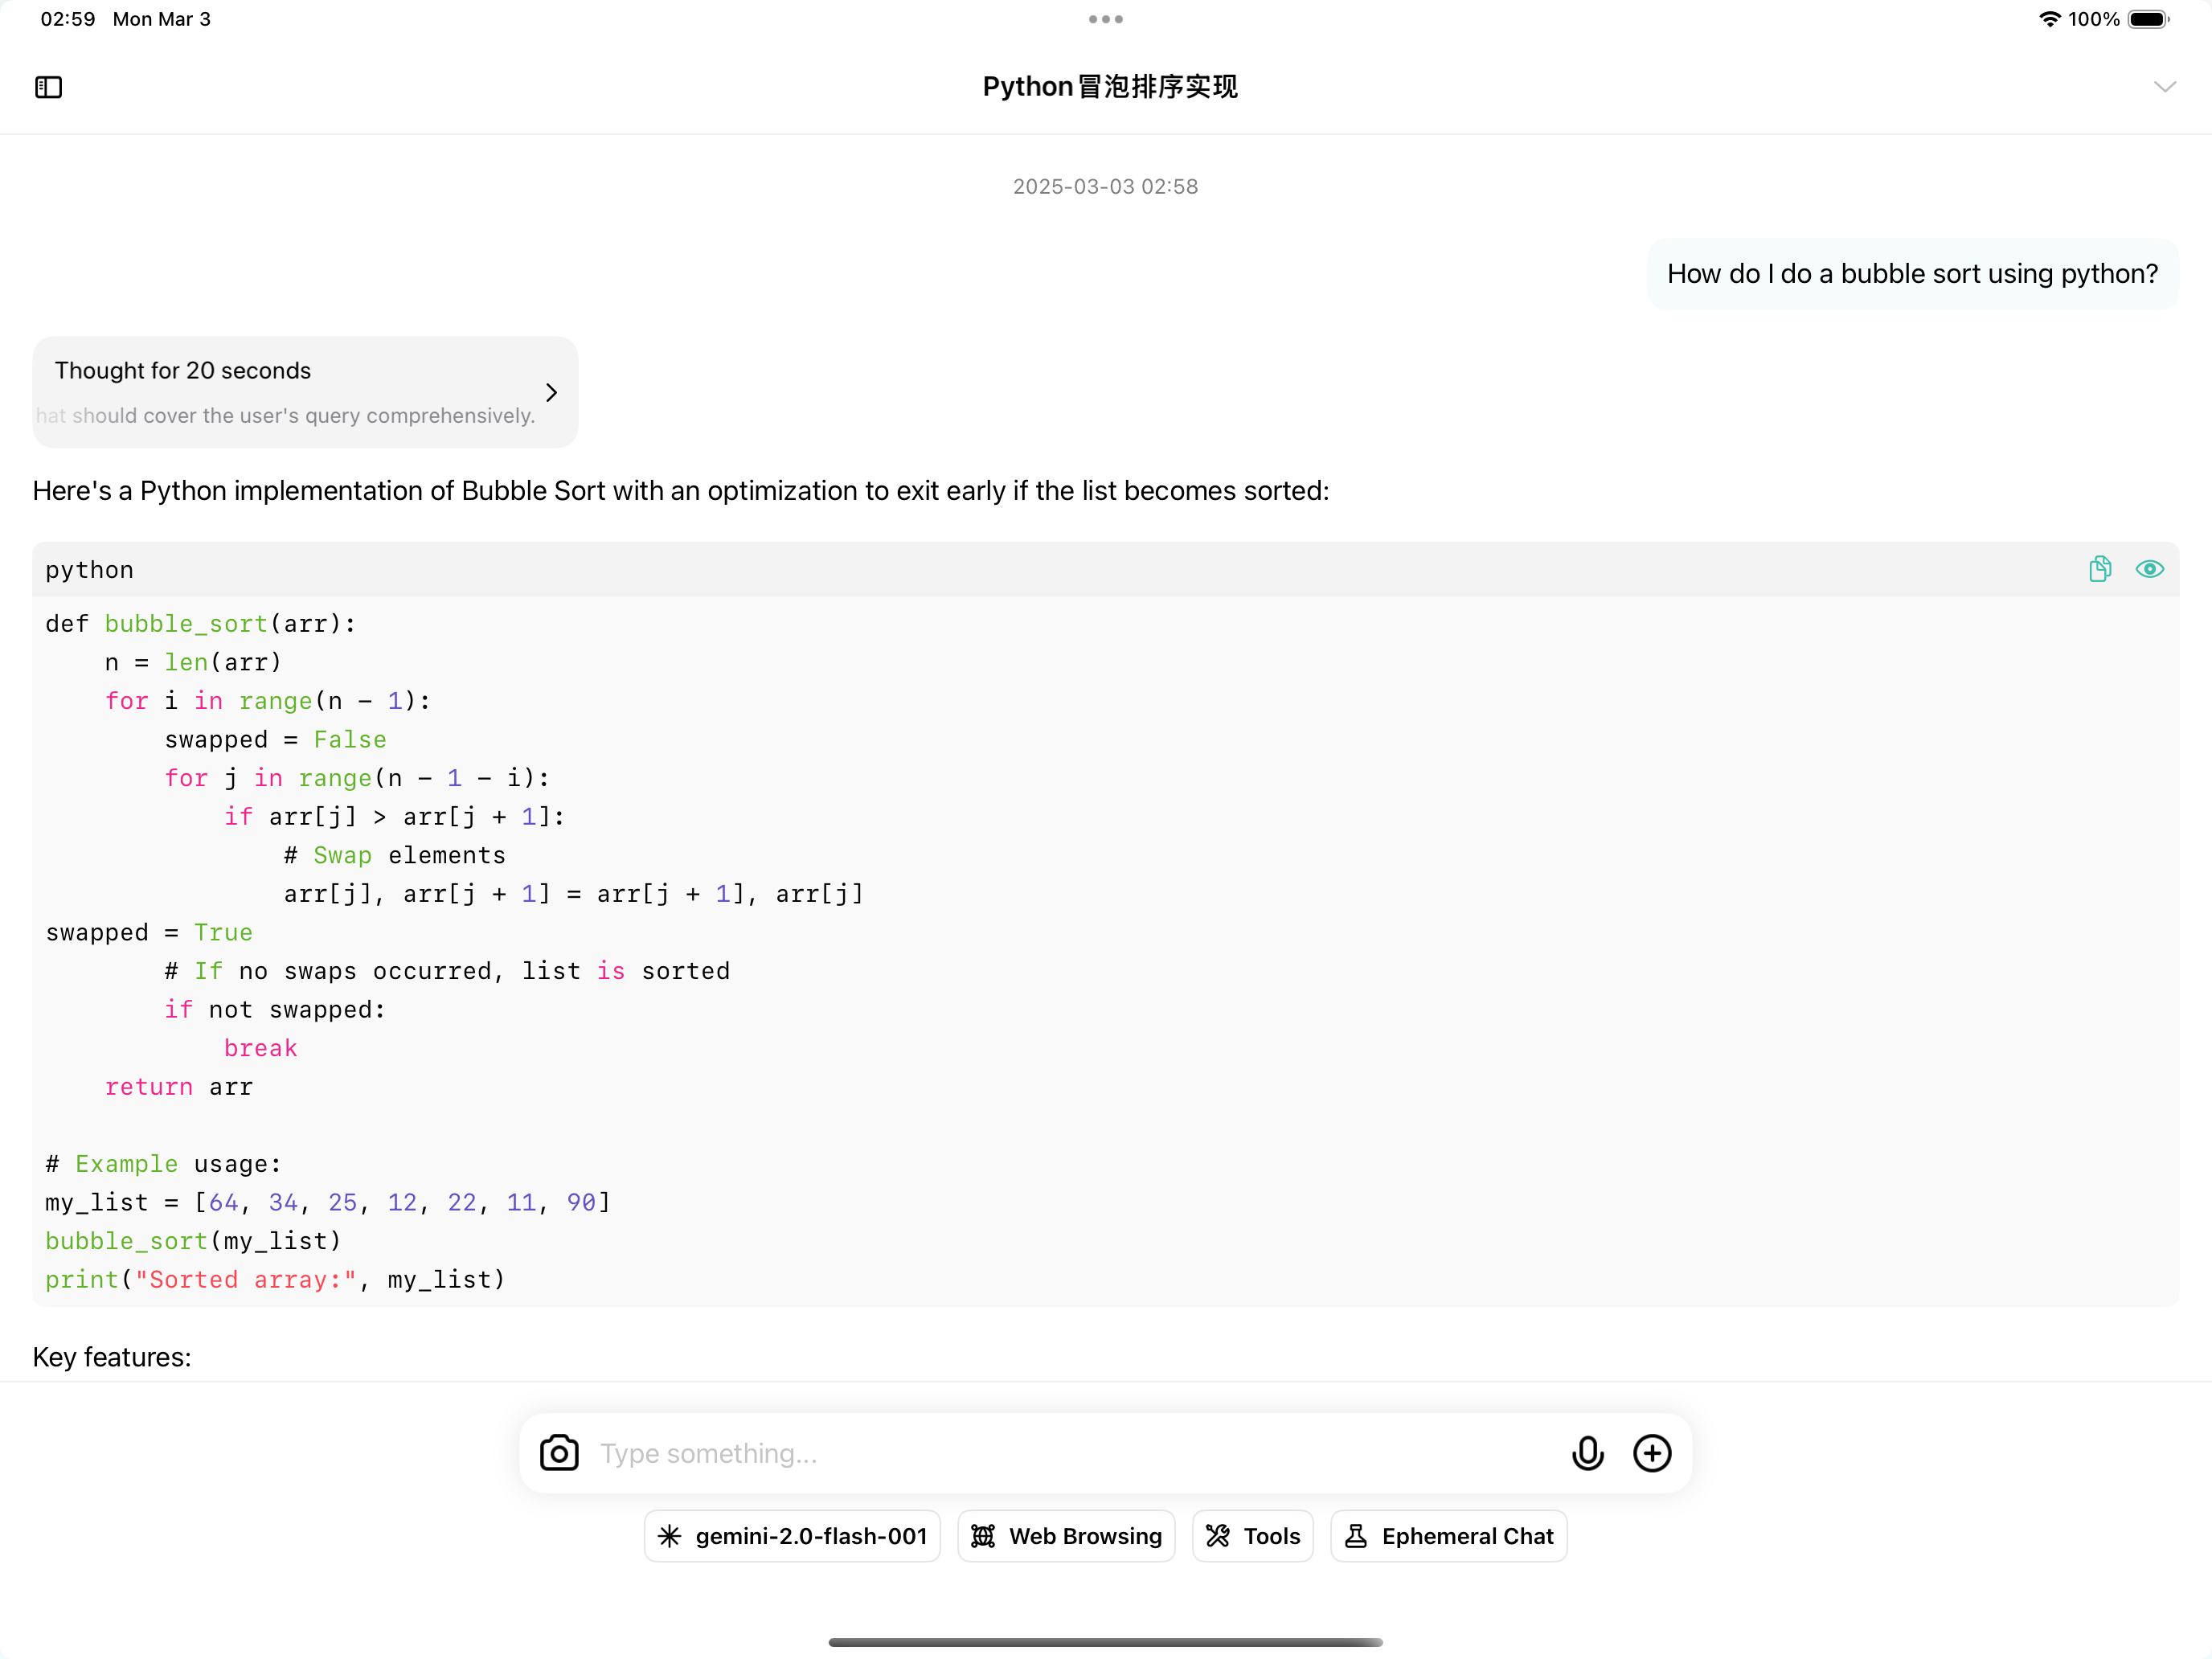 02:59 Mon Mar 3
100%
Python冒泡排序实现
2025-03-03 02:58
How do I do a bubble sort using python?
Thought for 20 seconds
hat should cover the user's query comprehensively.
Here's a Python implementation of Bubble Sort with an optimization to exit early if the list becomes sorted:
python
def bubble_sort(arr):
    n = len(arr)
    for i in range(n - 1):
        swapped = False
        for j in range(n - 1 - i):
            if arr[j] > arr[j + 1]:
                # Swap elements
                arr[j], arr[j + 1] = arr[j + 1], arr[j]
swapped = True
        # If no swaps occurred, list is sorted
        if not swapped:
            break
    return arr
# Example usage:
my_list = [64, 34, 25, 12, 22, 11, 90]
bubble_sort(my_list)
print("Sorted array:", my_list)
Key features:
Type something...
gemini-2.0-flash-001
Web Browsing
Tools
Ephemeral Chat